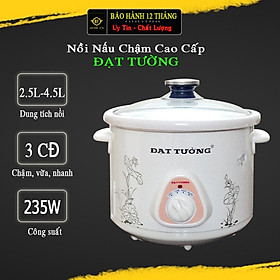 BẢO HÀNH 12 THÁNG
Uy Tín - Chất Lượng
Nồi Nấu Chậm Cao Cấp
ĐẠT TƯỜNG
2.5L-4.5L
Dung tích nồi
3 CĐ
Chậm, vừa, nhanh
235W
Công suất
ĐẠT TƯỜNG